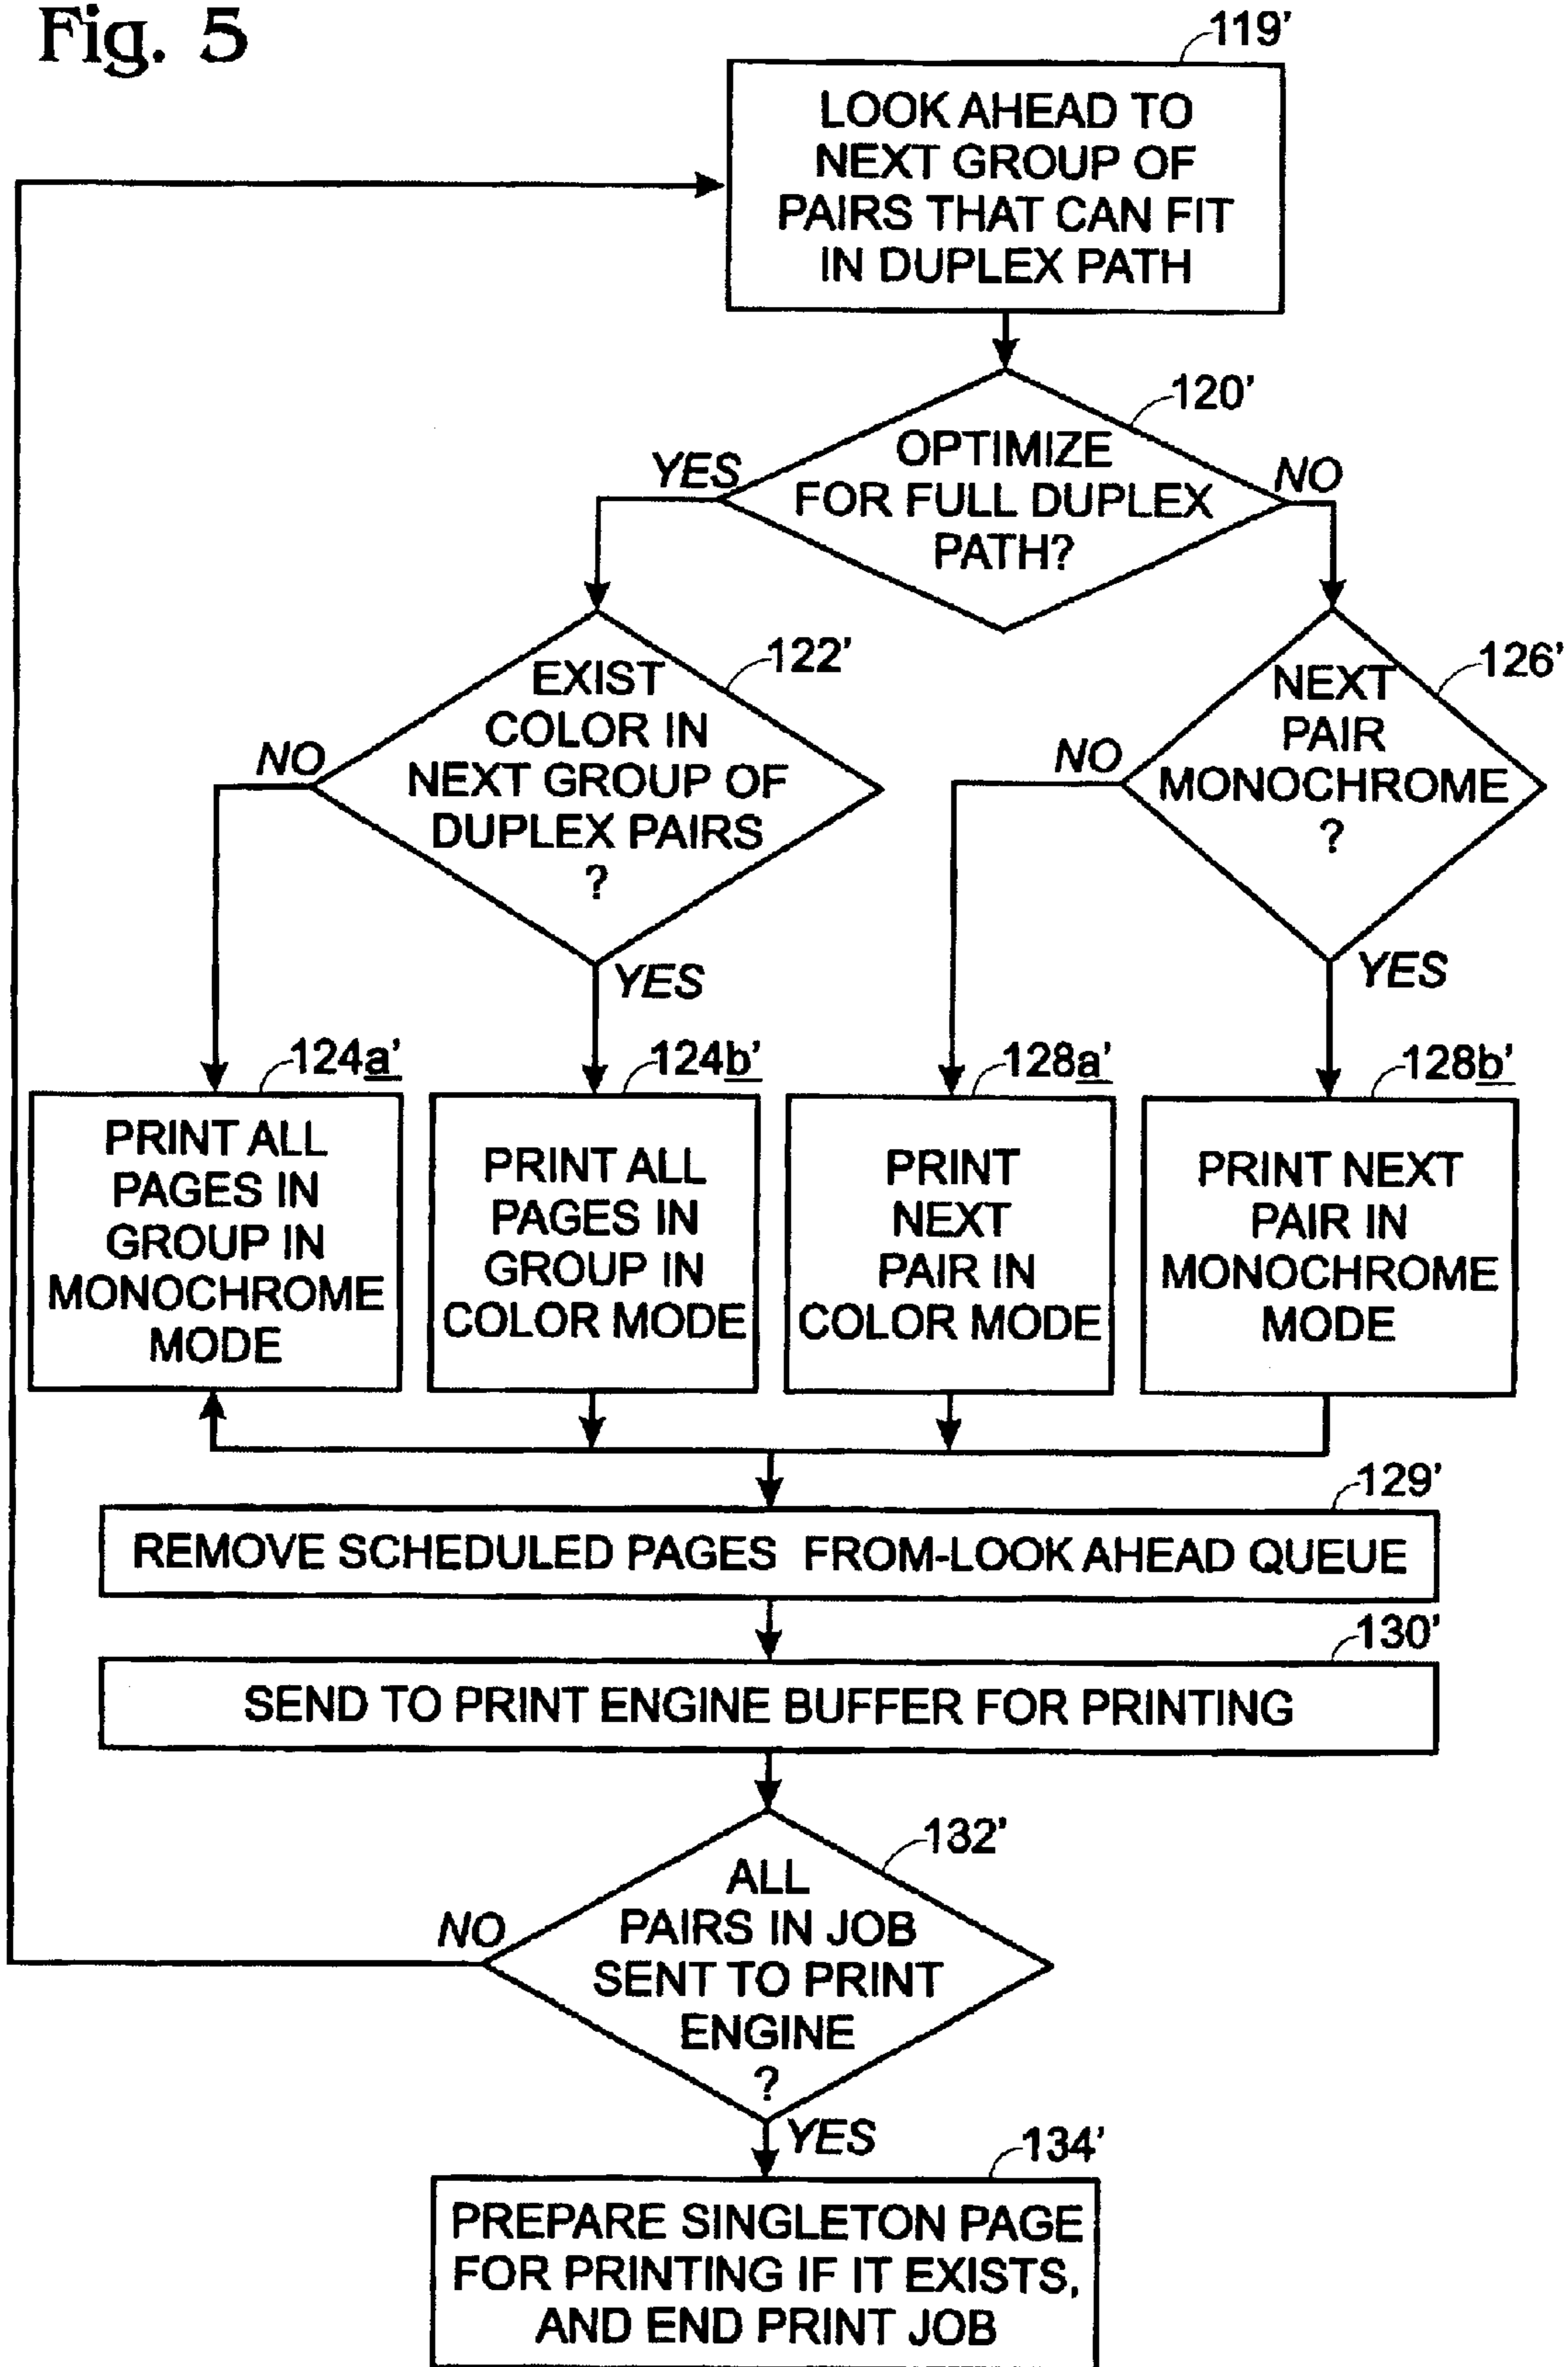 Fig. 5
119'
LOOK AHEAD TO
NEXT GROUP OF
PAIRS THAT CAN FIT
IN DUPLEX PATH
120'
OPTIMIZE
FOR FULL DUPLEX
PATH?
YES
NO
122'
EXIST
COLOR IN
NEXT GROUP OF
DUPLEX PAIRS
?
NO
YES
126'
NEXT
PAIR
MONOCHROME
?
NO
YES
124a'
PRINT ALL
PAGES IN
GROUP IN
MONOCHROME
MODE
124b'
PRINT ALL
PAGES IN
GROUP IN
COLOR MODE
128a'
PRINT
NEXT
PAIR IN
COLOR MODE
128b'
PRINT NEXT
PAIR IN
MONOCHROME
MODE
129'
REMOVE SCHEDULED PAGES FROM-LOOK AHEAD QUEUE
130'
SEND TO PRINT ENGINE BUFFER FOR PRINTING
132'
ALL
PAIRS IN JOB
SENT TO PRINT
ENGINE
?
NO
YES
134'
PREPARE SINGLETON PAGE
FOR PRINTING IF IT EXISTS,
AND END PRINT JOB